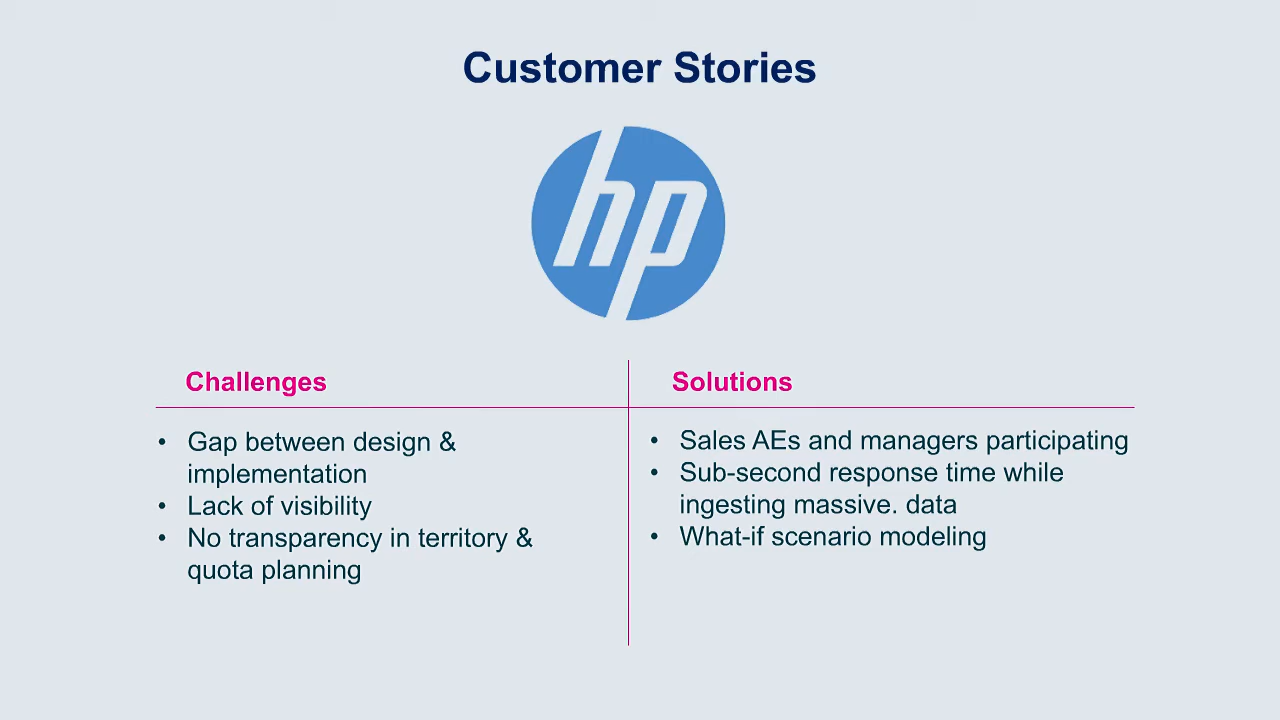 Customer Stories
hp
Challenges
• Gap between design &
implementation
• Lack of visibility
• No transparency in territory &
quota planning
Solutions
• Sales AEs and managers participating
• Sub-second response time while
ingesting massive. data
• What-if scenario modeling